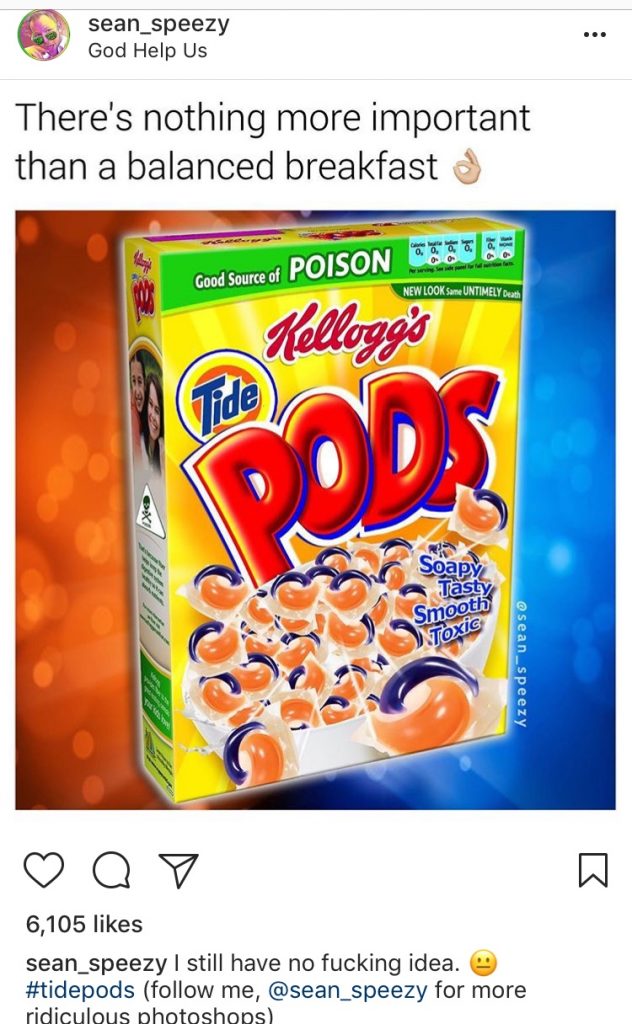 sean_speezy
God Help Us
There's nothing more important
than a balanced breakfast 👌🏼
Good Source of POISON
NEW LOOK Same UNTIMELY Death
Kellogg's
Tide
PODS
Soapy
Tasty
Smooth
Toxic
@sean_speezy
6,105 likes
sean_speezy I still have no fucking idea. 😐
#tidepods (follow me, @sean_speezy for more
ridiculous photoshops)